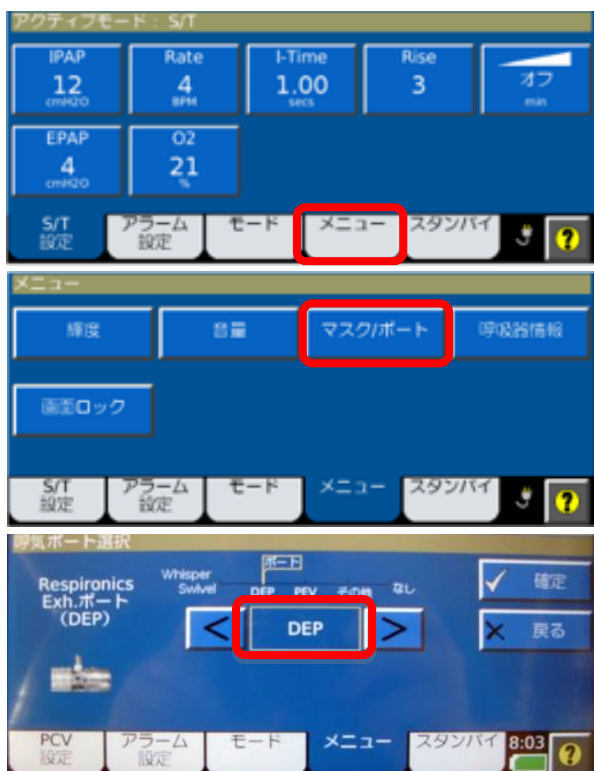 アクティブモード： S/T
IPAP
12
cmH2O
Rate
4
BPM
I-Time
1.00
secs
Rise
3
オフ
min
EPAP
4
cmH2O
O2
21
%
S/T
設定
アラーム
設定
モード
メニュー
スタンバイ
?
メニュー
輝度
音量
マスク/ポート
呼吸器情報
画面ロック
S/T
設定
アラーム
設定
モード
メニュー
スタンバイ
?
呼気ポート選択
Respironics
Exh.ポート
(DEP)
ポート
Whisper
Swivel
DEP PEV その他 なし
< DEP >
確定
戻る
PCV
設定
アラーム
設定
モード
メニュー
スタンバイ
8:03
?